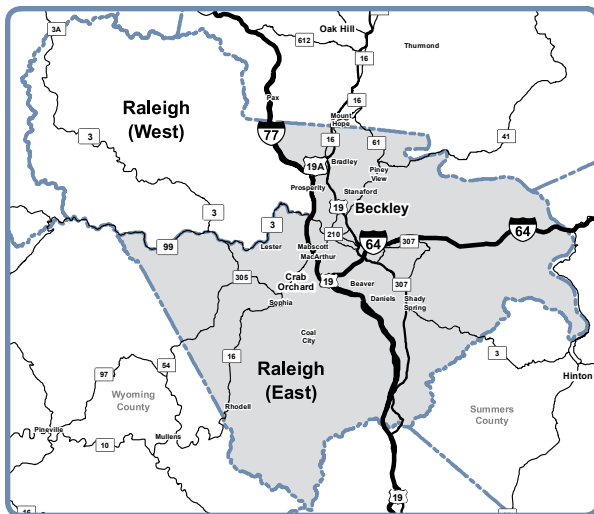 3A
Oak Hill
612
Thurmond
16
Pax
16
Raleigh
(West)
Mount
Hope
77
16
61
41
3
19A
Bradley
Piney
View
Prosperity
Stanaford
19
Beckley
3
3
64
210
64
307
99
Lester
Mabscott
MacArthur
305
Crab
Orchard
19
Beaver
307
Sophia
Daniels
Shady
Spring
Coal
City
16
3
54
97
Raleigh
(East)
Hinton
Wyoming
County
Rhodell
Summers
County
Pineville
Mullens
10
19
16